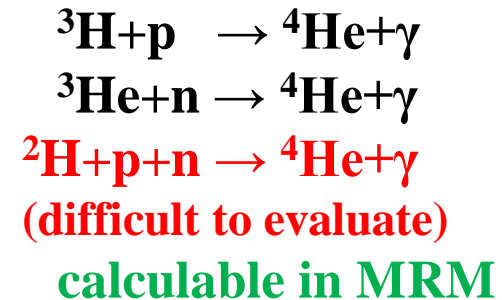 ³H+p → ⁴He+γ
³He+n → ⁴He+γ
²H+p+n → ⁴He+γ
(difficult to evaluate)
calculable in MRM